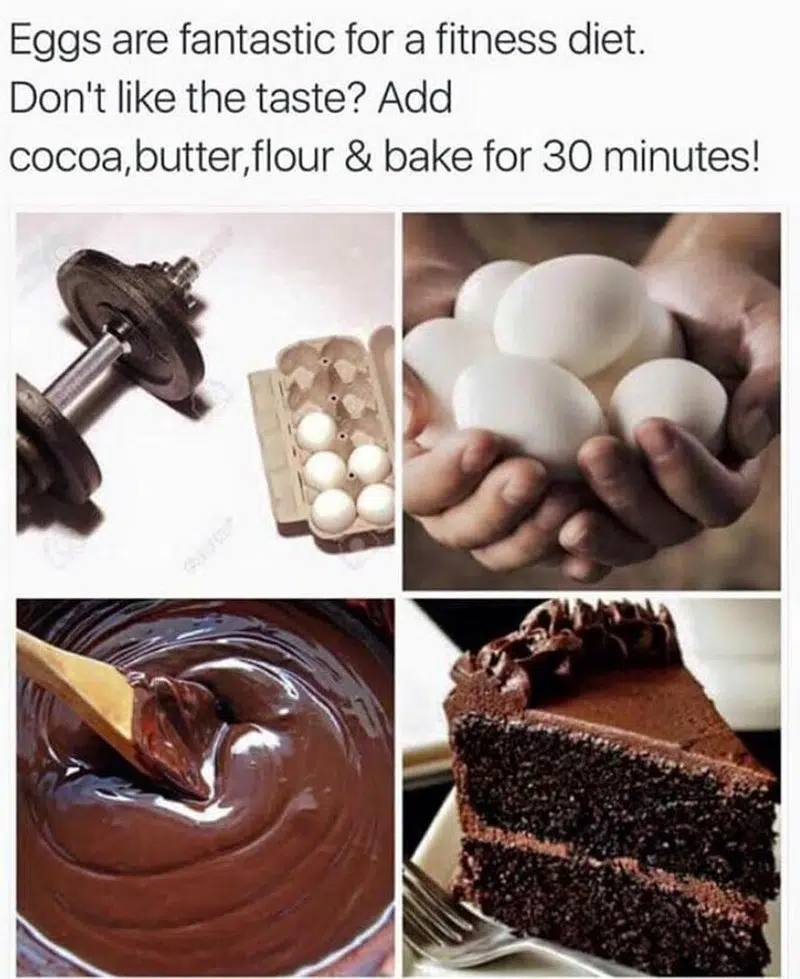 Eggs are fantastic for a fitness diet.
Don't like the taste? Add
cocoa,butter,flour & bake for 30 minutes!